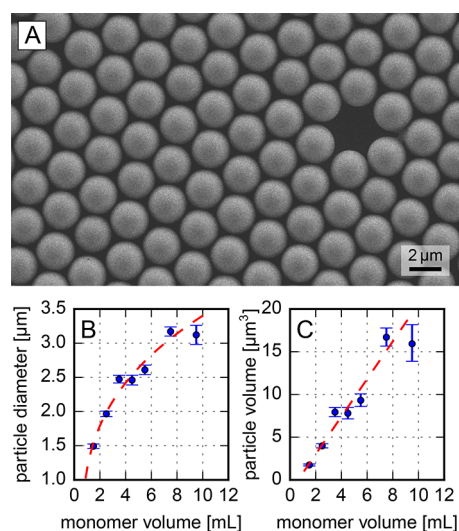 A
2 µm
B
particle diameter [µm]
3.5
3.0
2.5
2.0
1.5
1.0
0 2 4 6 8 10 12
monomer volume [mL]
C
particle volume [µm³]
20
15
10
5
0
0 2 4 6 8 10 12
monomer volume [mL]